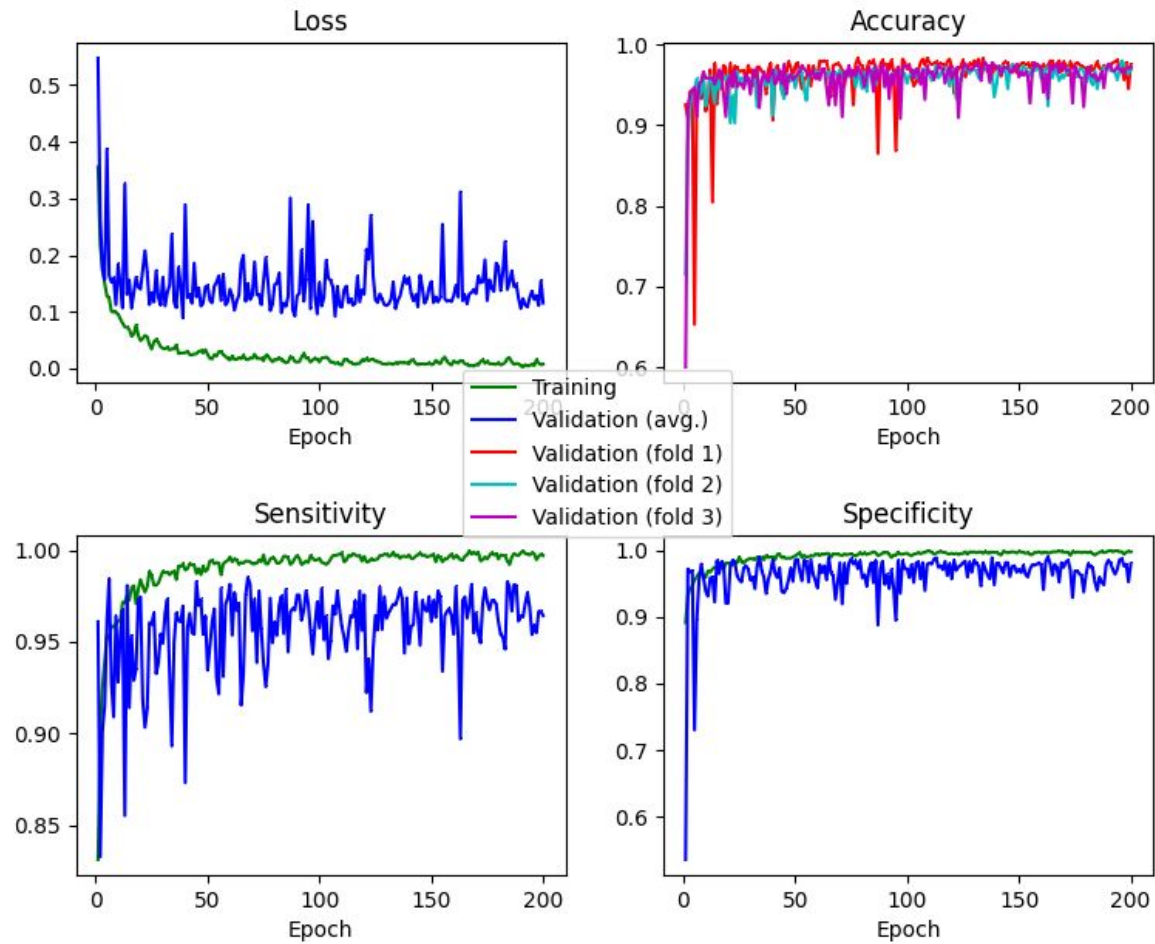 Loss
0.5
0.4
0.3
0.2
0.1
0.0
0 50 100 150 200
Epoch
Accuracy
1.0
0.9
0.8
0.7
0.6
0 50 100 150 200
Epoch
Training
Validation (avg.)
Validation (fold 1)
Validation (fold 2)
Validation (fold 3)
Sensitivity
1.00
0.95
0.90
0.85
0 50 100 150 200
Epoch
Specificity
1.0
0.9
0.8
0.7
0.6
0 50 100 150 200
Epoch